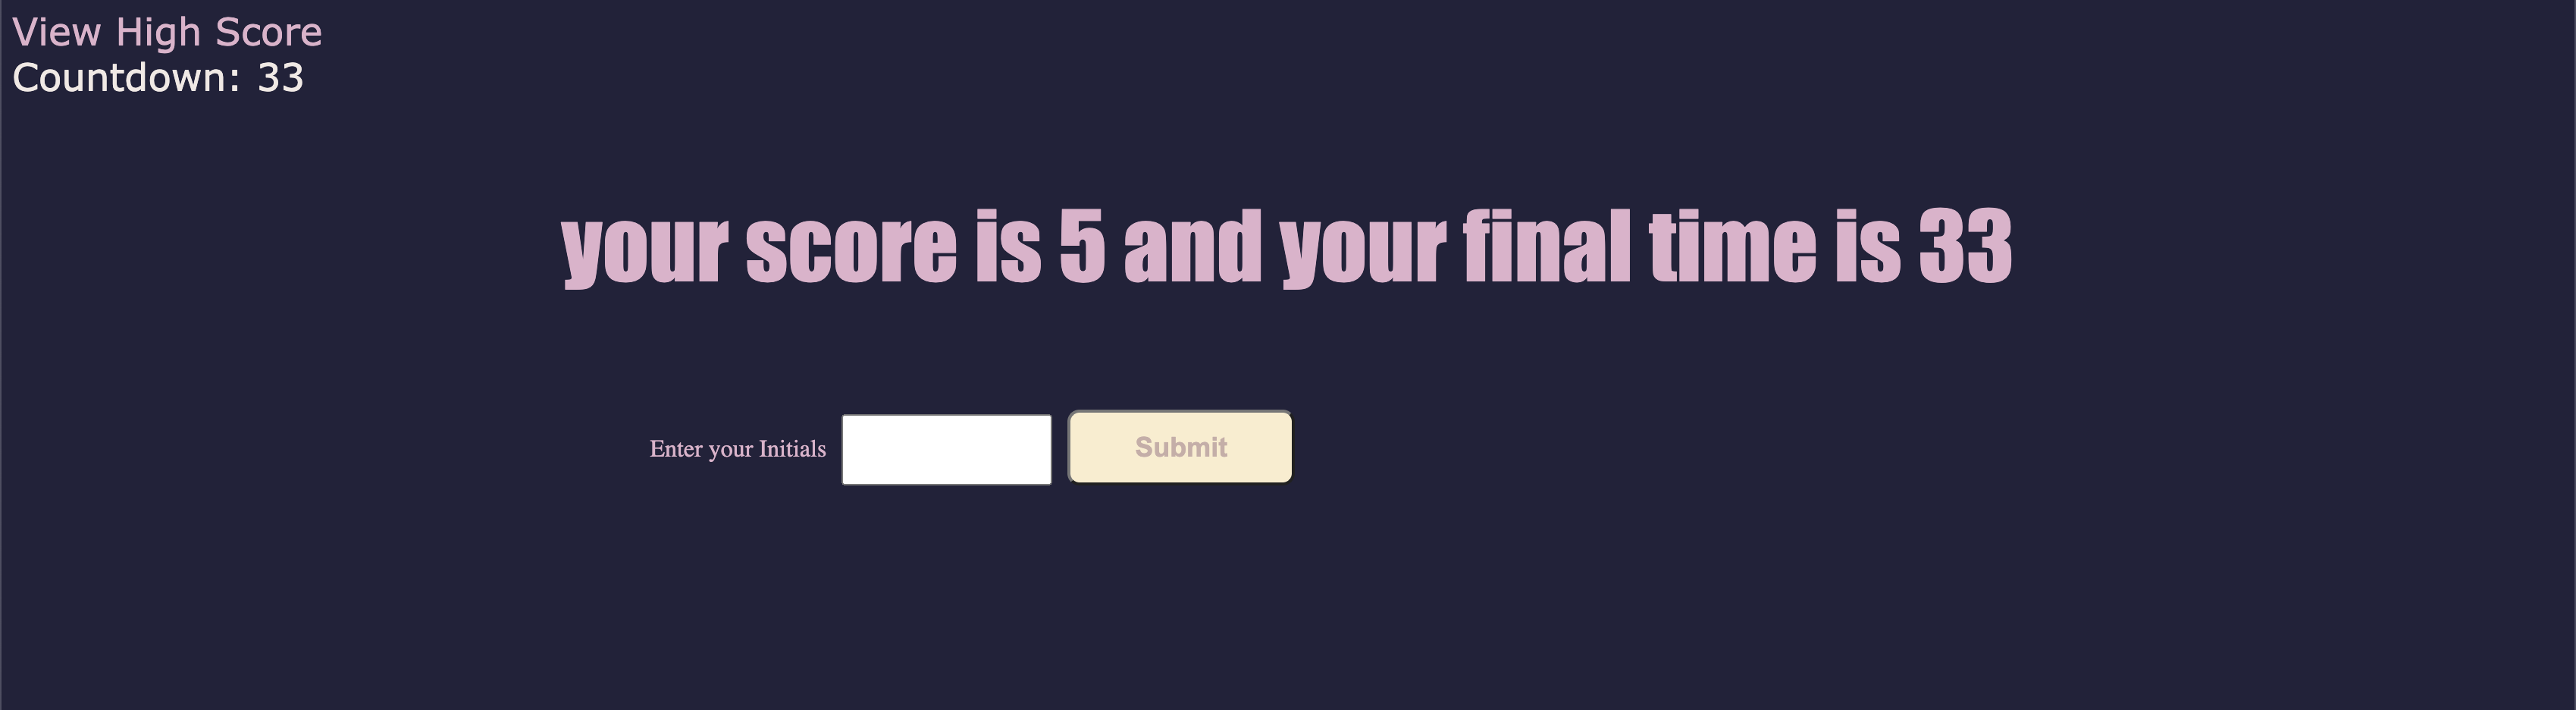 View High Score
Countdown: 33
your score is 5 and your final time is 33
Enter your Initials Submit